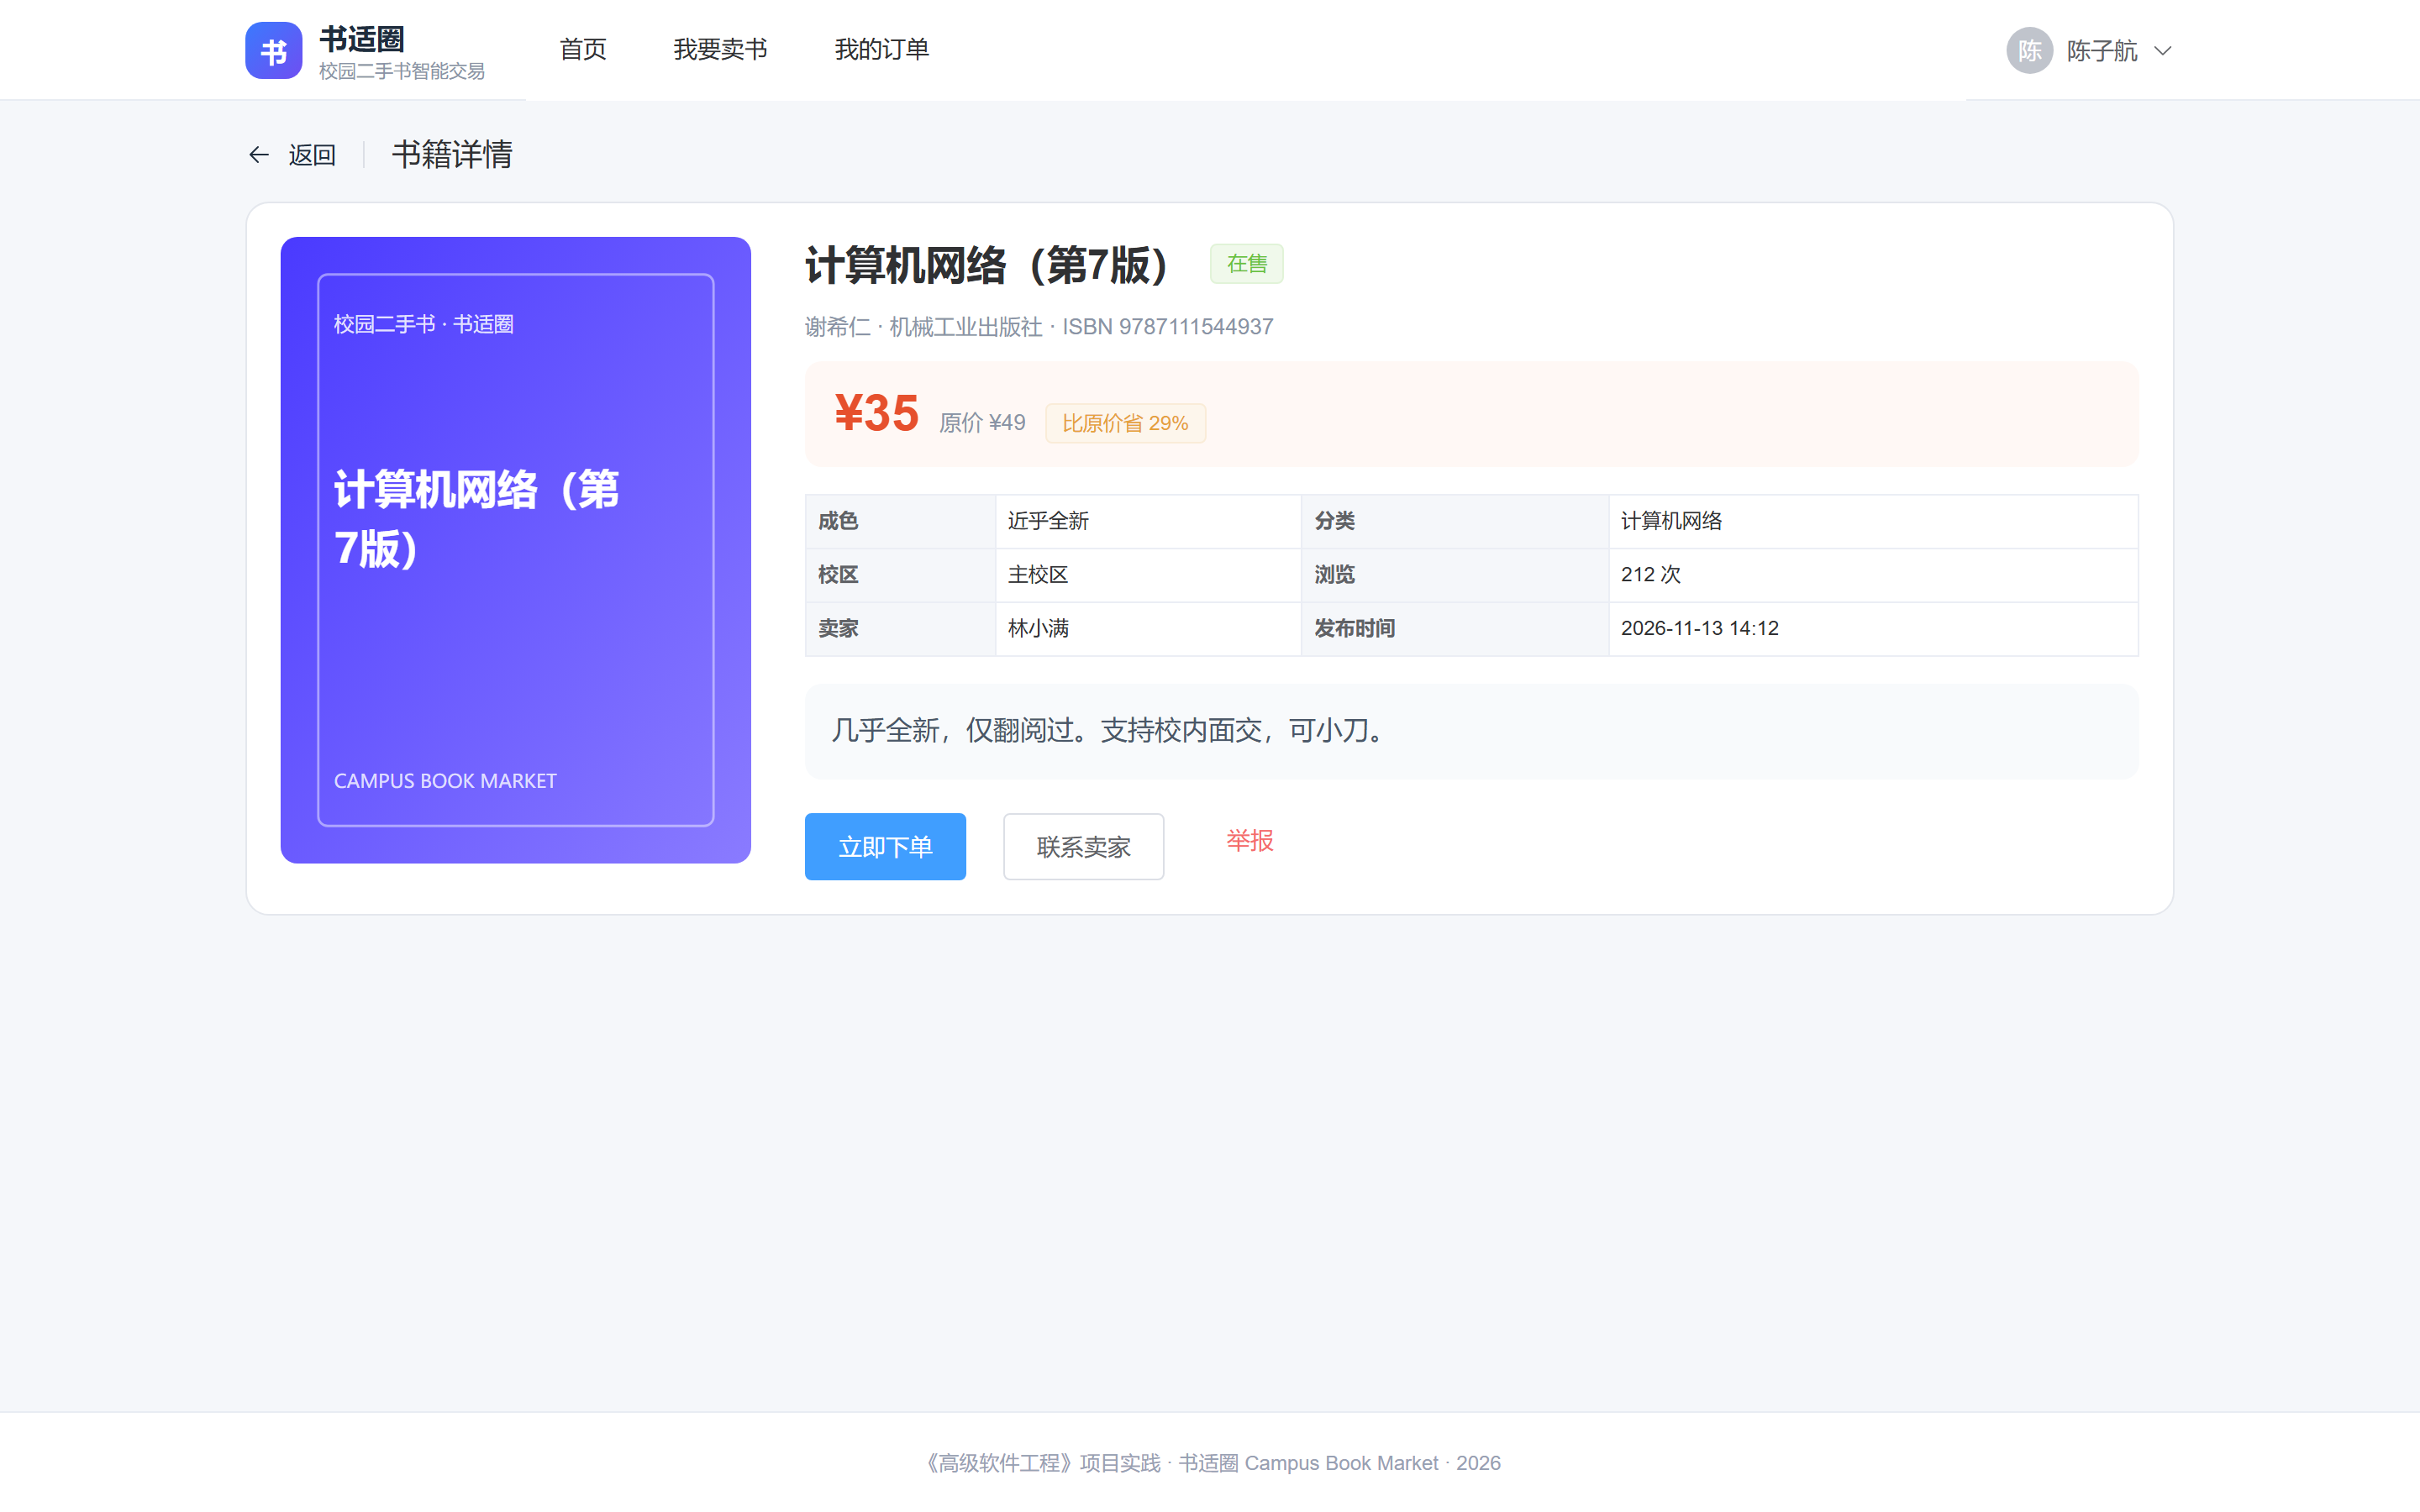 书
书适圈
校园二手书智能交易
首页
我要卖书
我的订单
陈
陈子航
返回
书籍详情
校园二手书 · 书适圈
计算机网络（第
7版）
CAMPUS BOOK MARKET
计算机网络（第7版）
在售
谢希仁 · 机械工业出版社 · ISBN 9787111544937
¥35 原价 ¥49 比原价省 29%
成色 近乎全新 分类 计算机网络
校区 主校区 浏览 212 次
卖家 林小满 发布时间 2026-11-13 14:12
几乎全新，仅翻阅过。支持校内面交，可小刀。
立即下单
联系卖家
举报
《高级软件工程》项目实践 · 书适圈 Campus Book Market · 2026